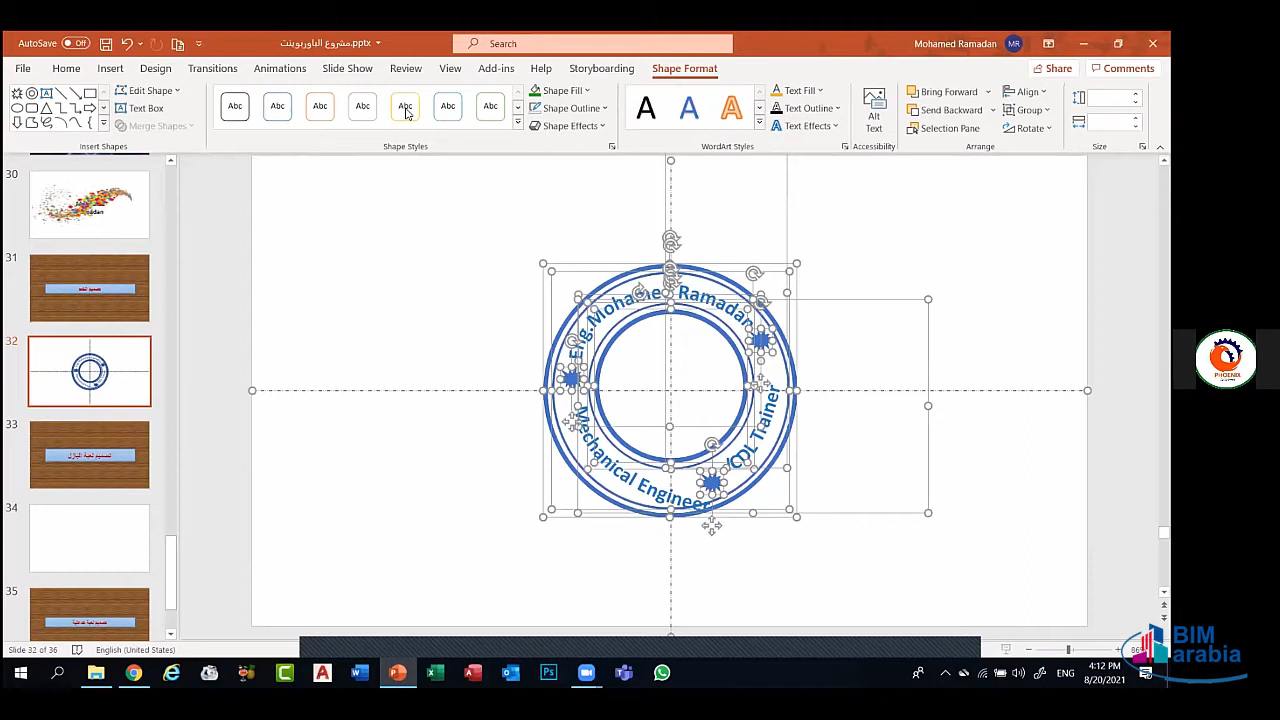 AutoSave Off مشروع الباوربوينت.pptx Search Mohamed Ramadan MR
File Home Insert Design Transitions Animations Slide Show Review View Add-ins Help Storyboarding Shape Format Share Comments
Edit Shape Text Box Merge Shapes
Abc Abc Abc Abc Abc Abc Abc
Shape Fill Shape Outline Shape Effects
A A A
Text Fill Text Outline Text Effects
Alt Text
Bring Forward Send Backward Selection Pane
Align Group Rotate
Insert Shapes Shape Styles WordArt Styles Accessibility Arrange Size
30
31
32
33
34
35
تصميم لعبة البازل
Eng.Mohamed Ramadan
ICDL Trainer
Mechanical Engineer
PHOENIX
BIM
arabia
Slide 32 of 36 English (United States)
ENG
4:12 PM
8/20/2021